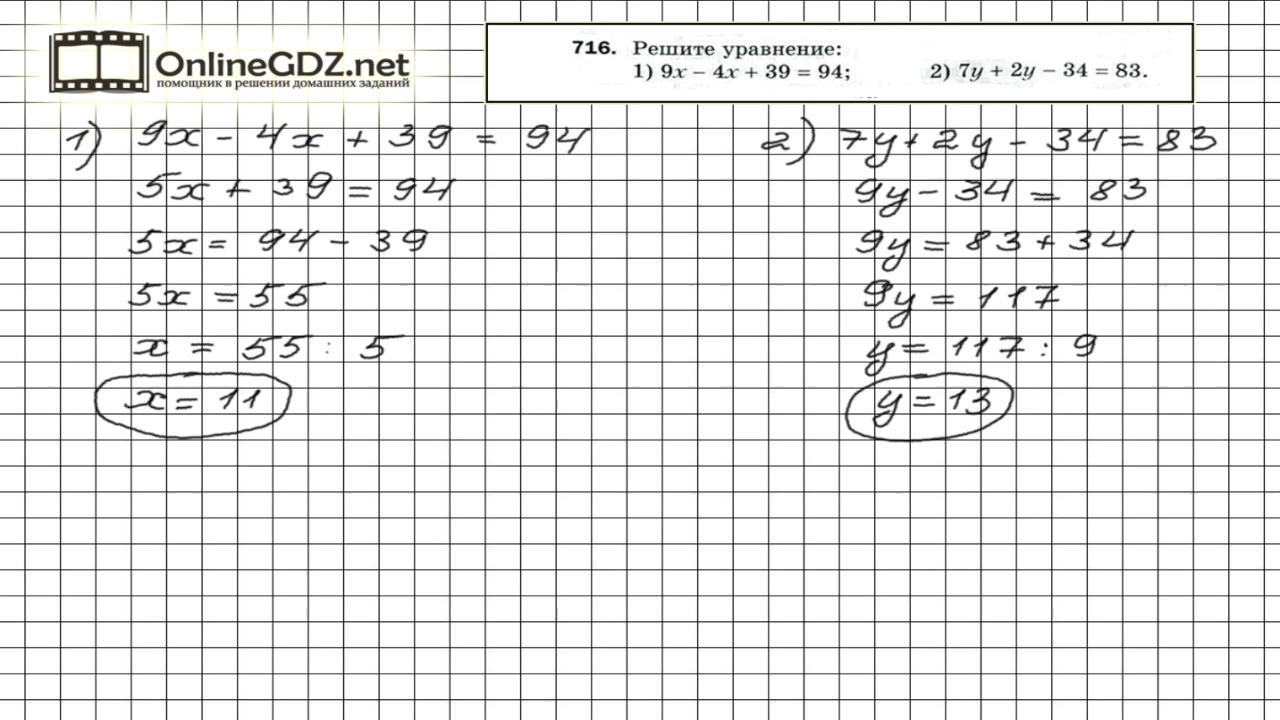 OnlineGDZ.net
помощник в решении домашних заданий
716. Решите уравнение:
1) 9x − 4x + 39 = 94; 2) 7y + 2y − 34 = 83.
1) 9x - 4x + 39 = 94
5x + 39 = 94
5x = 94 - 39
5x = 55
x = 55 : 5
x = 11
2) 7y + 2y - 34 = 83
9y - 34 = 83
9y = 83 + 34
9y = 117
y = 117 : 9
y = 13